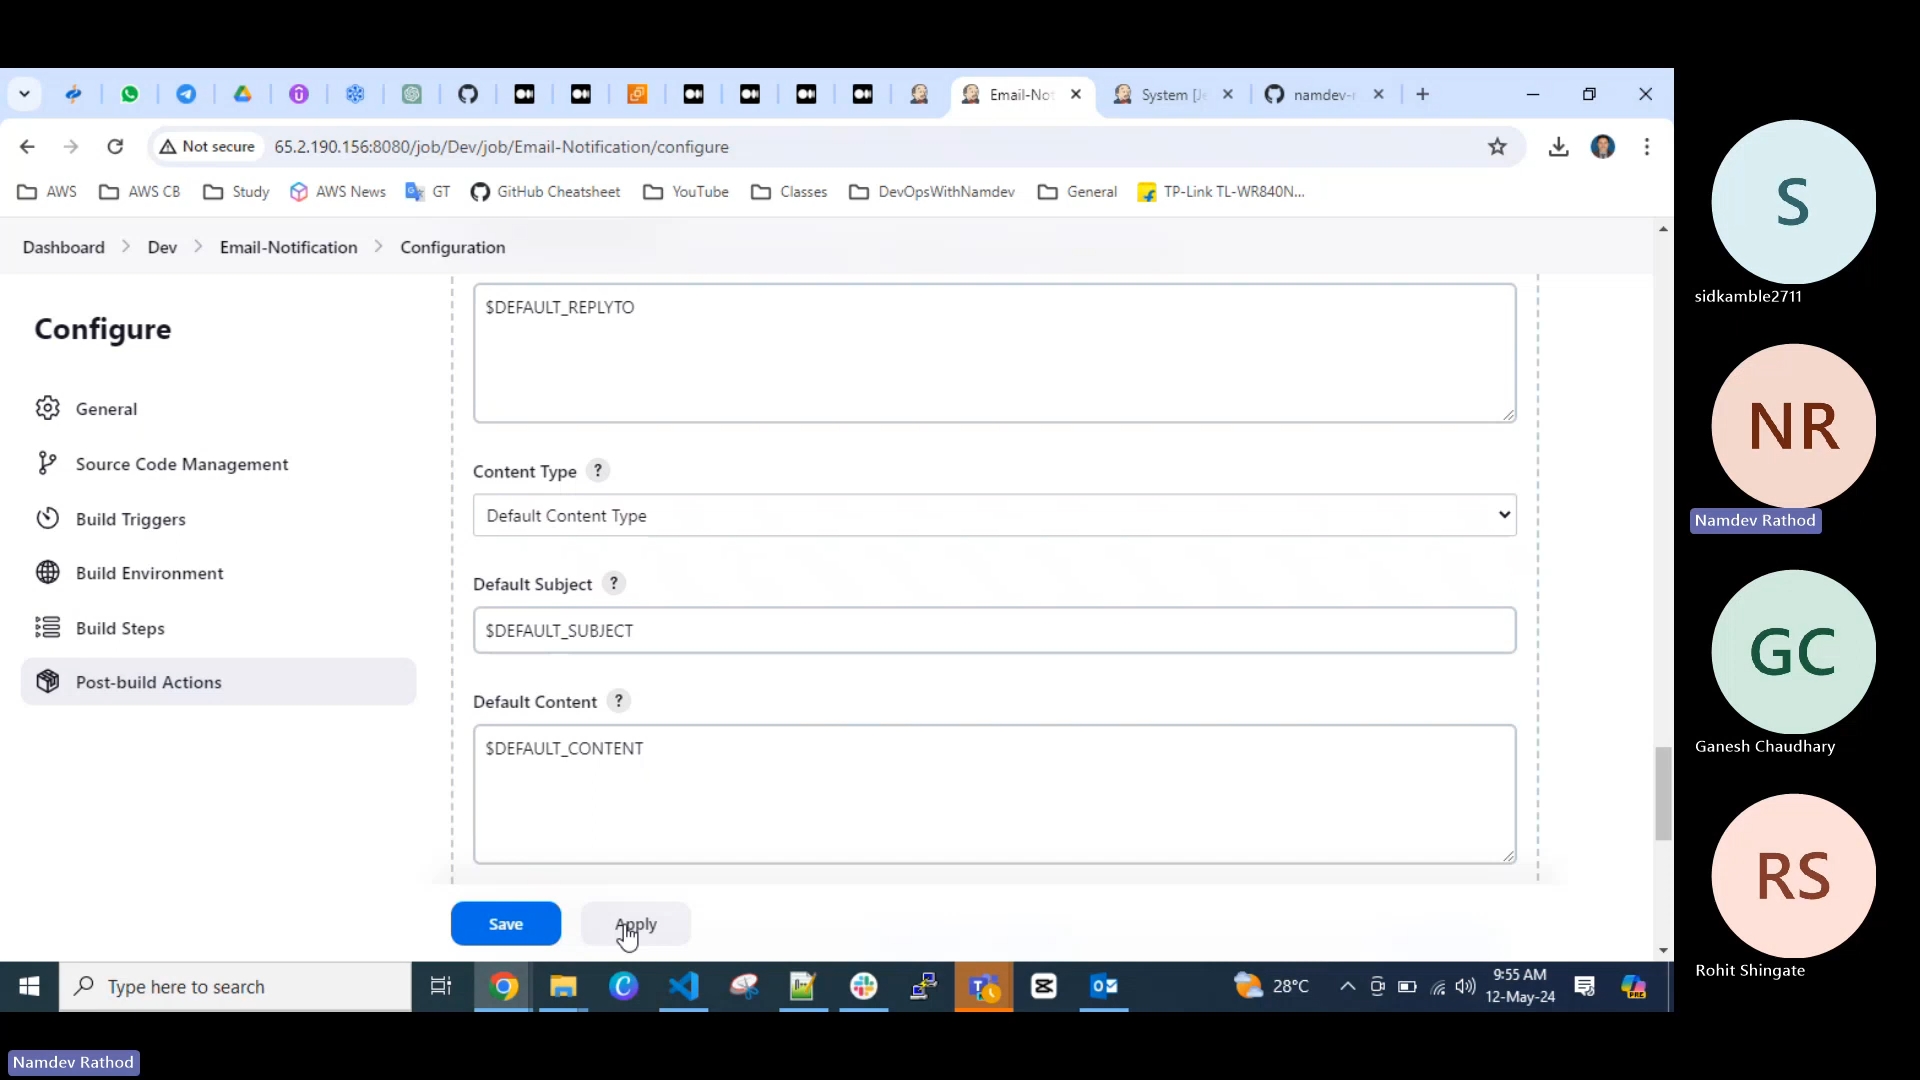 Email-Not
System [Je
namdev-r
Not secure
65.2.190.156:8080/job/Dev/job/Email-Notification/configure
AWS
AWS CB
Study
AWS News
GT
GitHub Cheatsheet
YouTube
Classes
DevOpsWithNamdev
General
TP-Link TL-WR840N...
Dashboard
Dev
Email-Notification
Configuration
Configure
General
Source Code Management
Build Triggers
Build Environment
Build Steps
Post-build Actions
$DEFAULT_REPLYTO
Content Type ?
Default Content Type
Default Subject ?
$DEFAULT_SUBJECT
Default Content ?
$DEFAULT_CONTENT
Save
Apply
Type here to search
28°C
9:55 AM
12-May-24
S
sidkamble2711
NR
Namdev Rathod
GC
Ganesh Chaudhary
RS
Rohit Shingate
Namdev Rathod